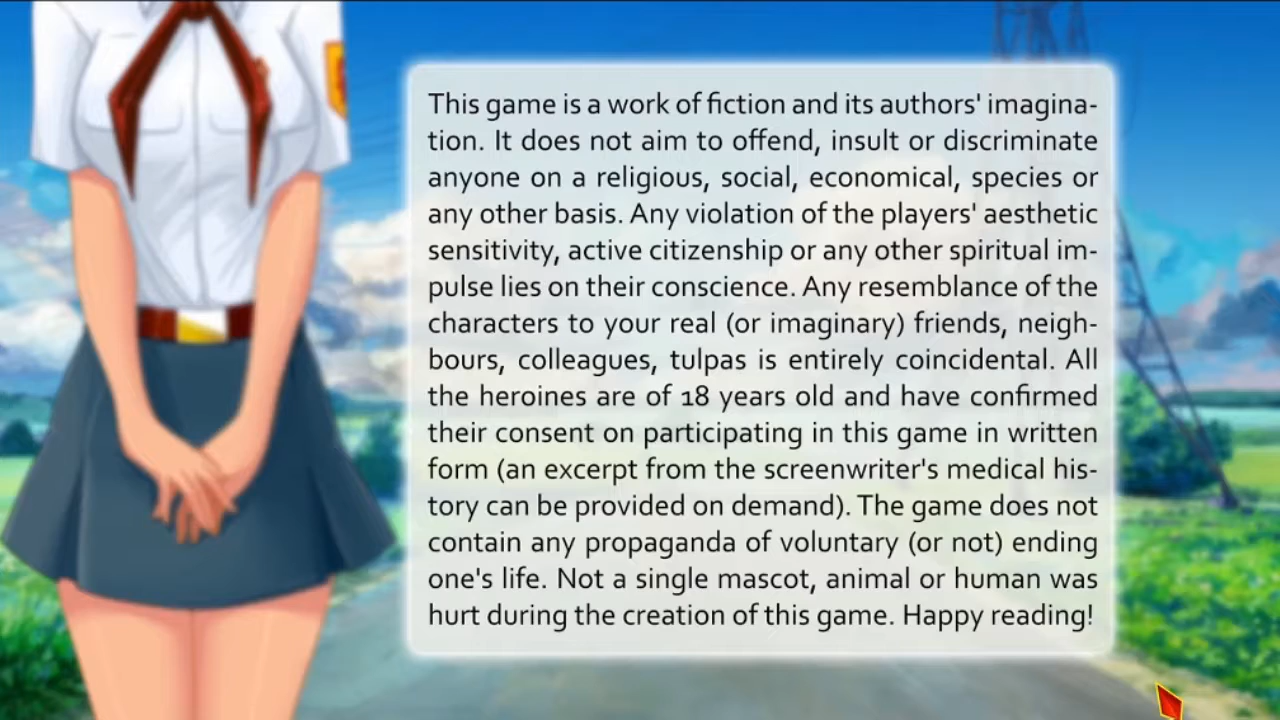 This game is a work of fiction and its authors' imagina-
tion. It does not aim to offend, insult or discriminate
anyone on a religious, social, economical, species or
any other basis. Any violation of the players' aesthetic
sensitivity, active citizenship or any other spiritual im-
pulse lies on their conscience. Any resemblance of the
characters to your real (or imaginary) friends, neigh-
bours, colleagues, tulpas is entirely coincidental. All
the heroines are of 18 years old and have confirmed
their consent on participating in this game in written
form (an excerpt from the screenwriter's medical his-
tory can be provided on demand). The game does not
contain any propaganda of voluntary (or not) ending
one's life. Not a single mascot, animal or human was
hurt during the creation of this game. Happy reading!